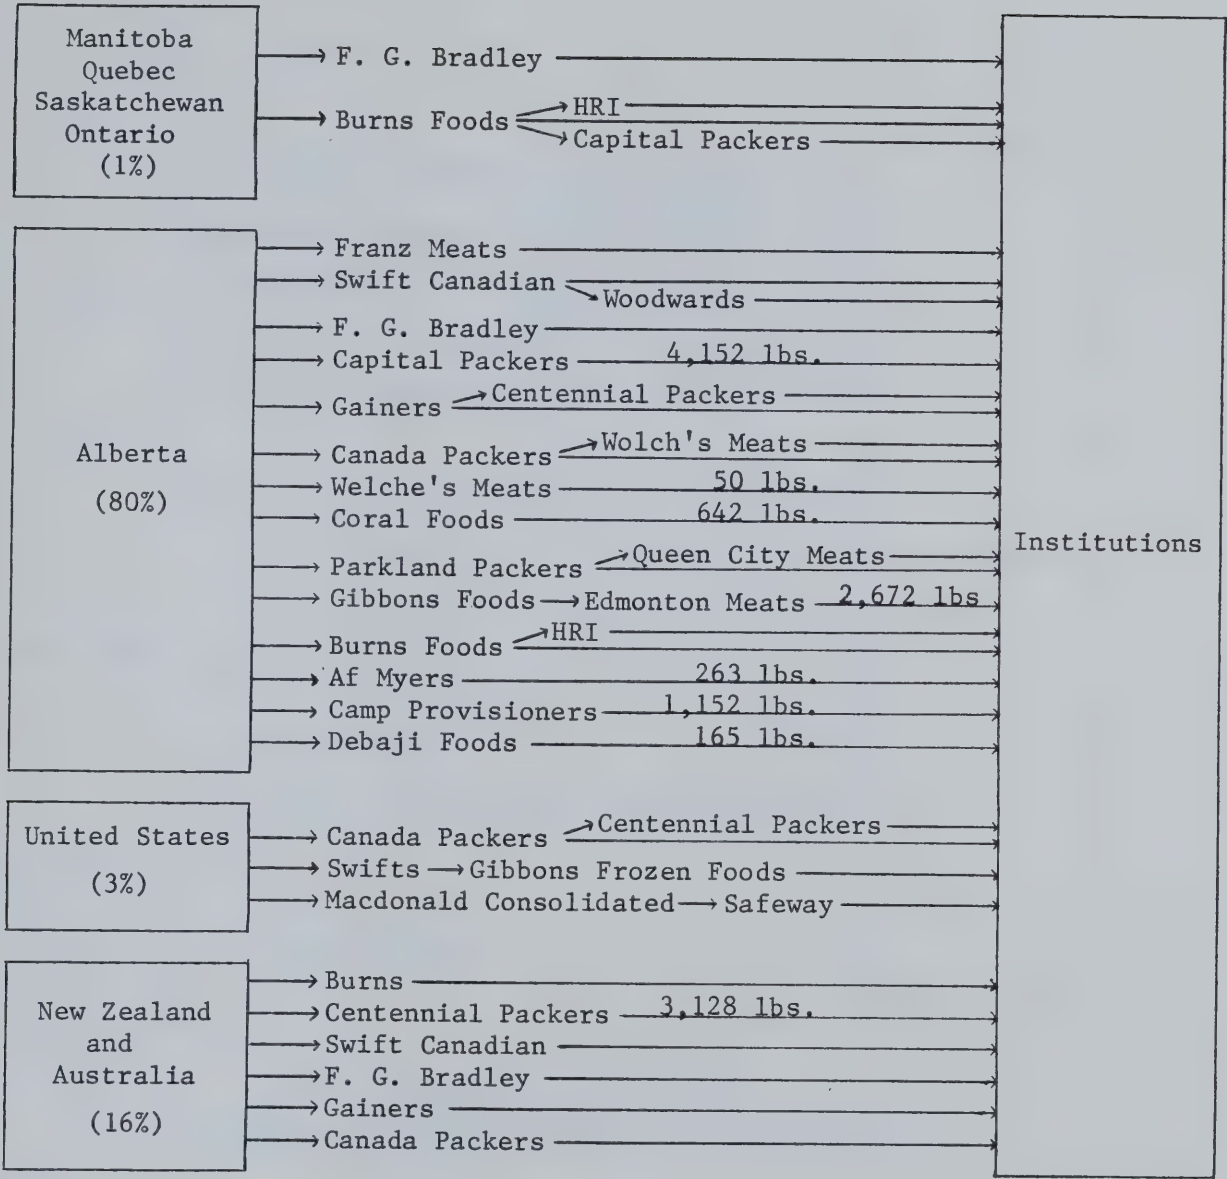 Manitoba
Quebec
Saskatchewan
Ontario
(1%)
F. G. Bradley
Burns Foods
HRI
Capital Packers
Alberta
(80%)
Franz Meats
Swift Canadian
Woodwards
F. G. Bradley
Capital Packers 4,152 lbs.
Gainers Centennial Packers
Canada Packers Wolch's Meats
Welche's Meats 50 lbs.
Coral Foods 642 lbs.
Parkland Packers Queen City Meats
Gibbons Foods Edmonton Meats 2,672 lbs
Burns Foods HRI
Af Myers 263 lbs.
Camp Provisioners 1,152 lbs.
Debaji Foods 165 lbs.
United States
(3%)
Canada Packers Centennial Packers
Swifts Gibbons Frozen Foods
Macdonald Consolidated Safeway
New Zealand
and
Australia
(16%)
Burns
Centennial Packers 3,128 lbs.
Swift Canadian
F. G. Bradley
Gainers
Canada Packers
Institutions